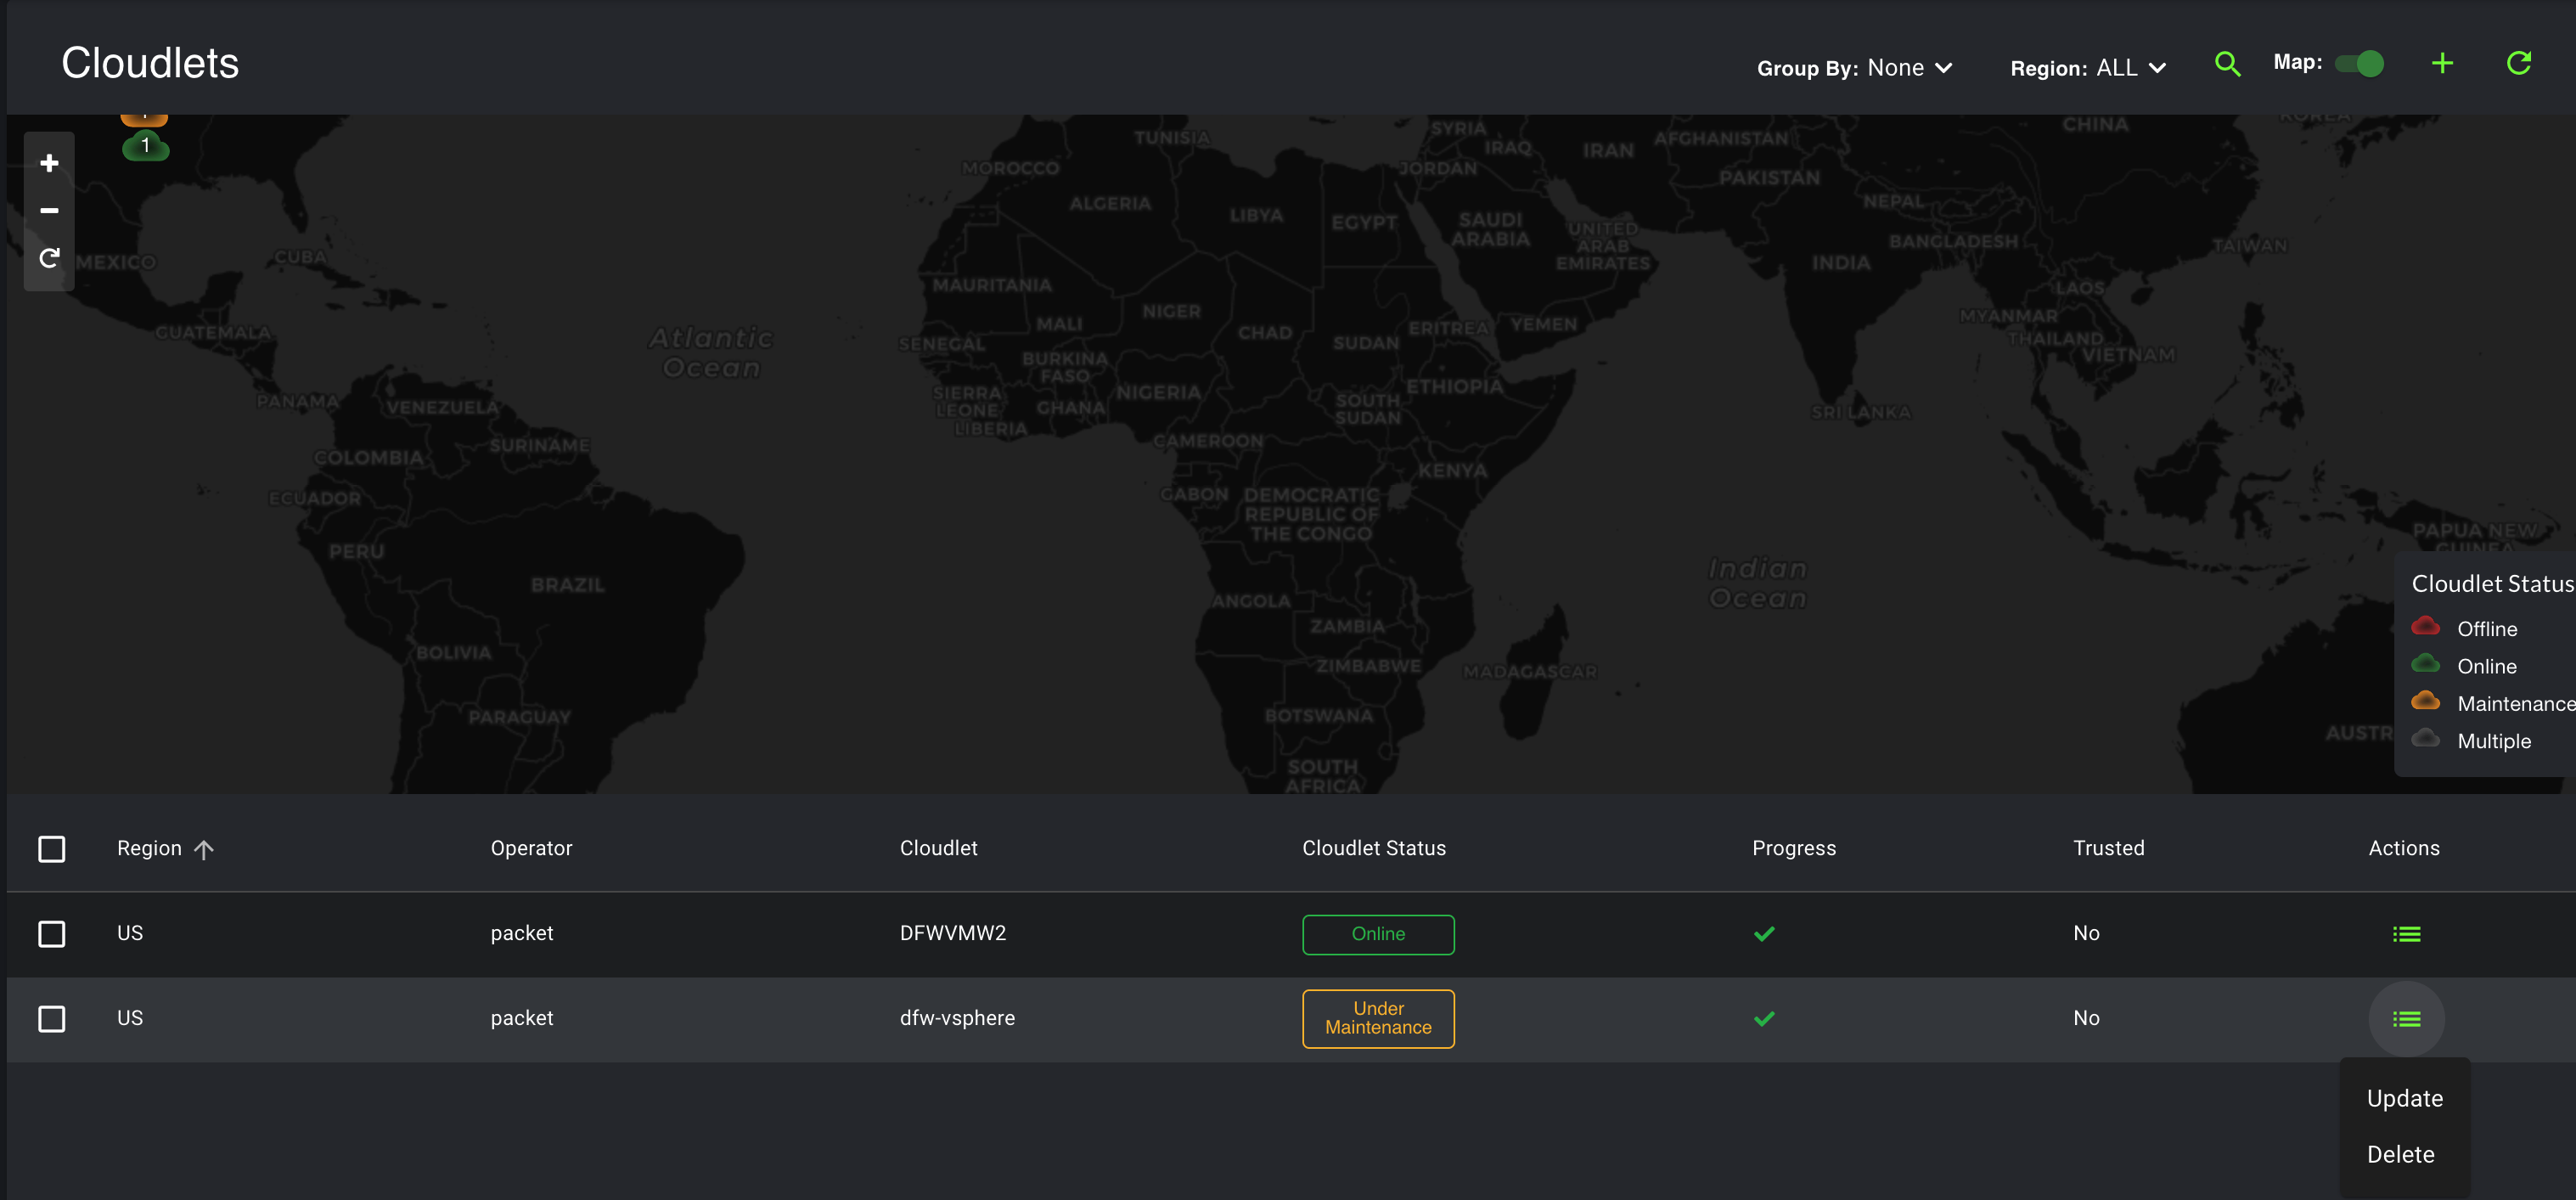 Cloudlets
Group By: None
Region: ALL
Map:
1
TUNISIA
SYRIA
AFGHANISTAN
CHINA
KOREA
MOROCCO
IRAQ
IRAN
JORDAN
PAKISTAN
ALGERIA
LIBYA
EGYPT
SAUDI
ARABIA
NEPAL
UNITED
ARAB
EMIRATES
BANGLADESH
TAIWAN
MEXICO
CUBA
INDIA
MAURITANIA
LAOS
NIGER
MYANMAR
GUATEMALA
Atlantic
Ocean
SENEGAL
MALI
CHAD
SUDAN
ERITREA
YEMEN
THAILAND
VIETNAM
BURKINA
FASO
SIERRA
LEONE
NIGERIA
ETHIOPIA
PANAMA
VENEZUELA
GHANA
SOUTH
SUDAN
SRI LANKA
LIBERIA
SURINAME
CAMEROON
COLOMBIA
KENYA
ECUADOR
GABON
DEMOCRATIC
REPUBLIC OF
THE CONGO
PAPUA NEW
GUINEA
PERU
BRAZIL
Indian
Ocean
ANGOLA
ZAMBIA
BOLIVIA
ZIMBABWE
MADAGASCAR
PARAGUAY
BOTSWANA
AUSTR
SOUTH
AFRICA
Cloudlet Status
Offline
Online
Maintenance
Multiple
Region Operator Cloudlet Cloudlet Status Progress Trusted Actions
US packet DFWVMW2 Online No
US packet dfw-vsphere Under
Maintenance No
Update
Delete